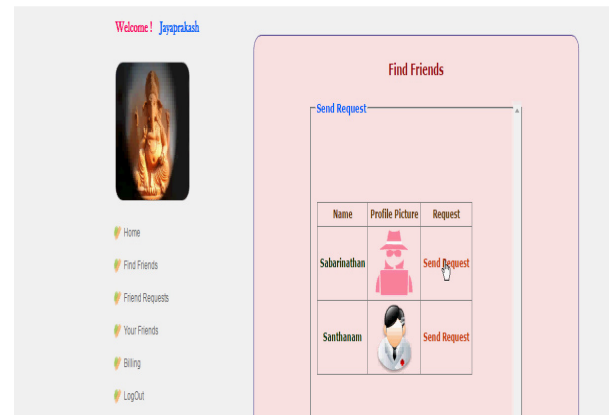 Welcome ! Jayaprakash
Home
Find Friends
Friend Requests
Your Friends
Billing
LogOut
Find Friends
Send Request
Name Profile Picture Request
Sabarinathan Send Request
Santhanam Send Request